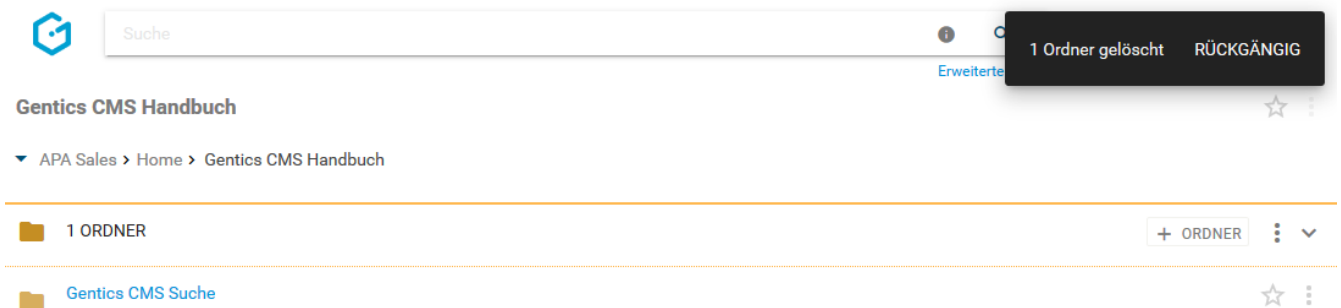 Suche
1 Ordner gelöscht RÜCKGÄNGIG
Erweiterte
Gentics CMS Handbuch
APA Sales > Home > Gentics CMS Handbuch
1 ORDNER + ORDNER
Gentics CMS Suche